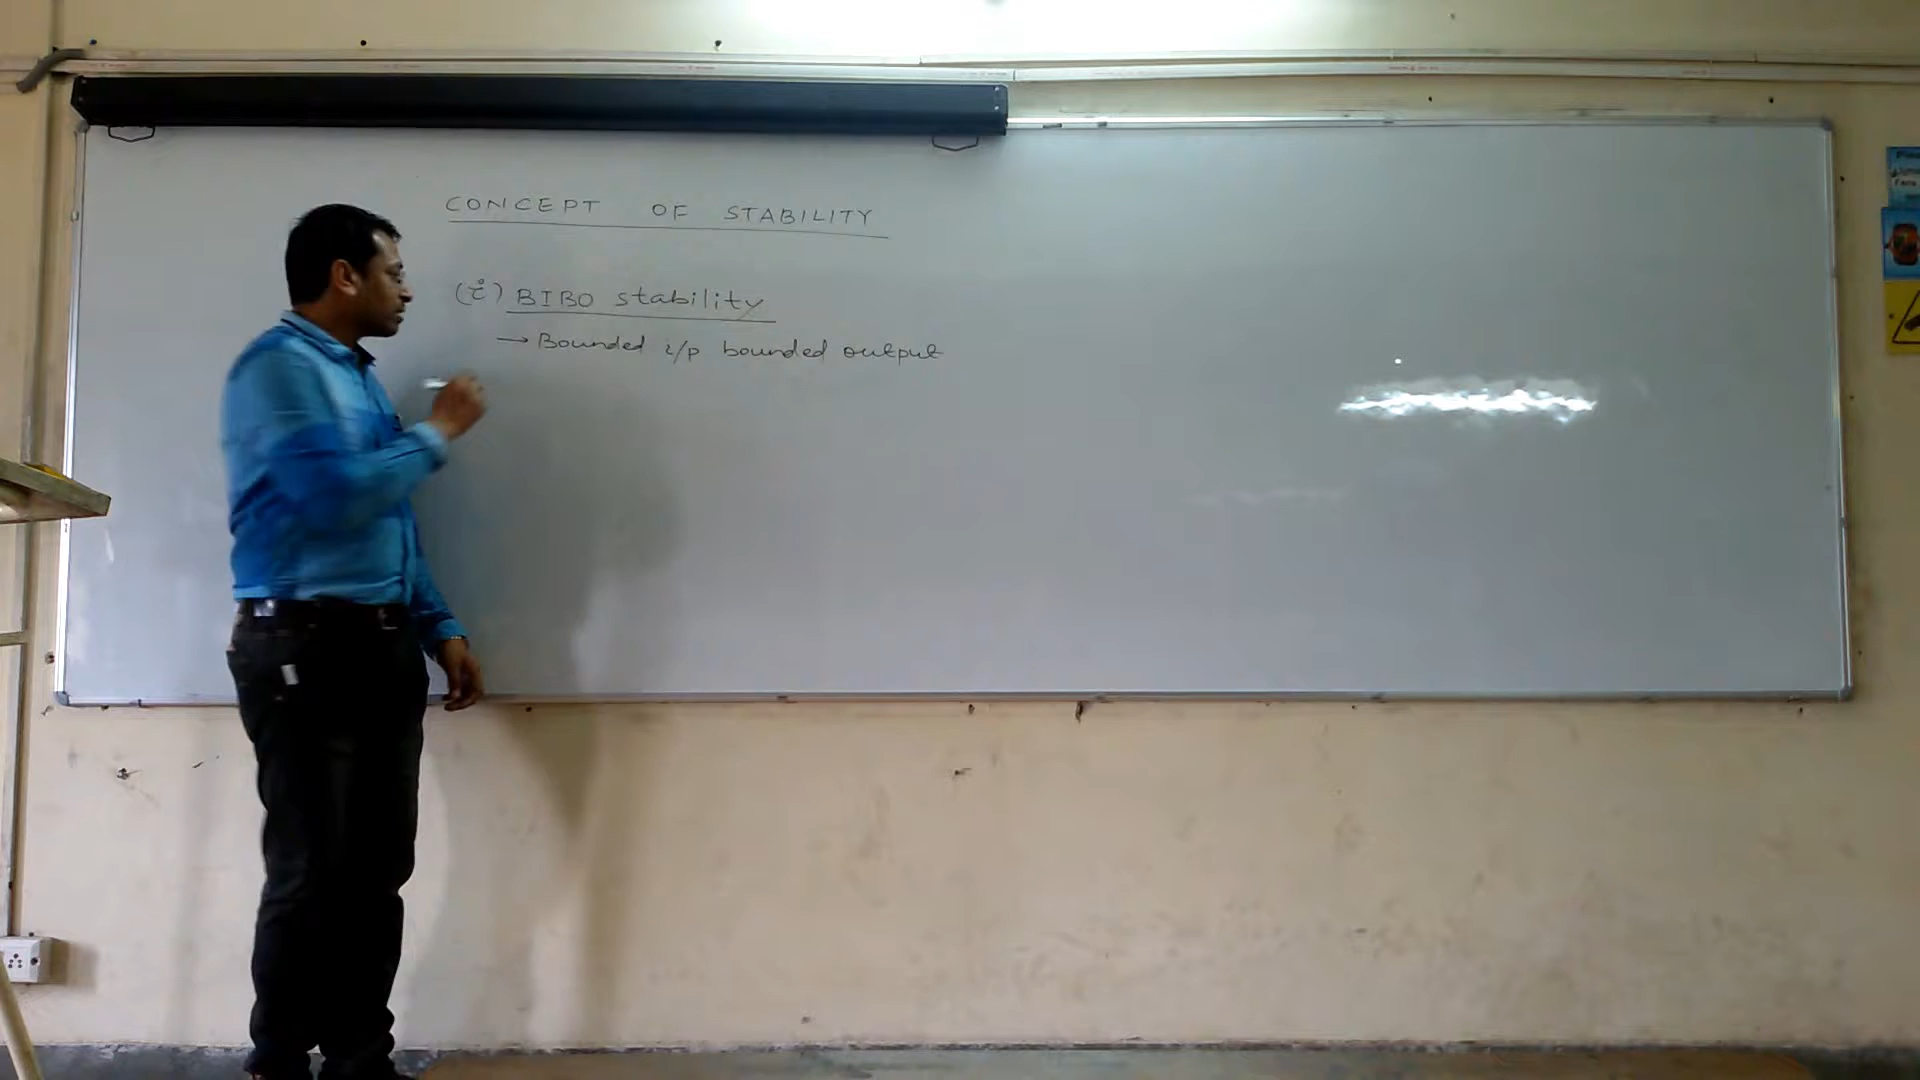 CONCEPT OF STABILITY
(i) BIBO stability
→ Bounded i/p bounded output